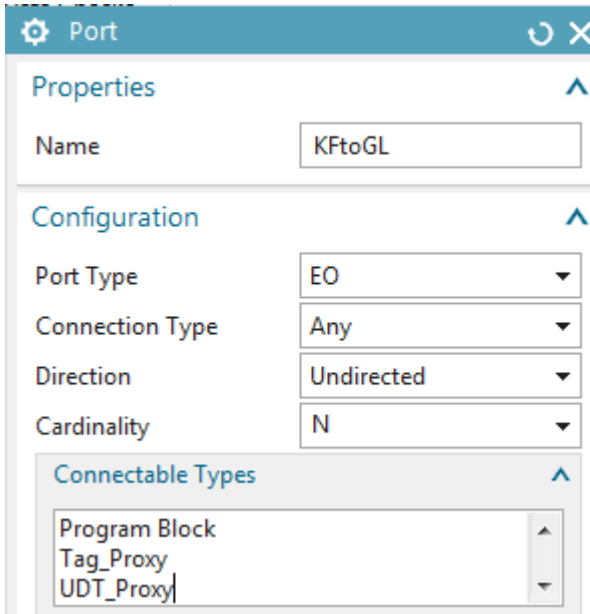 Port
Properties
Name KFtoGL
Configuration
Port Type EO
Connection Type Any
Direction Undirected
Cardinality N
Connectable Types
Program Block
Tag_Proxy
UDT_Proxy